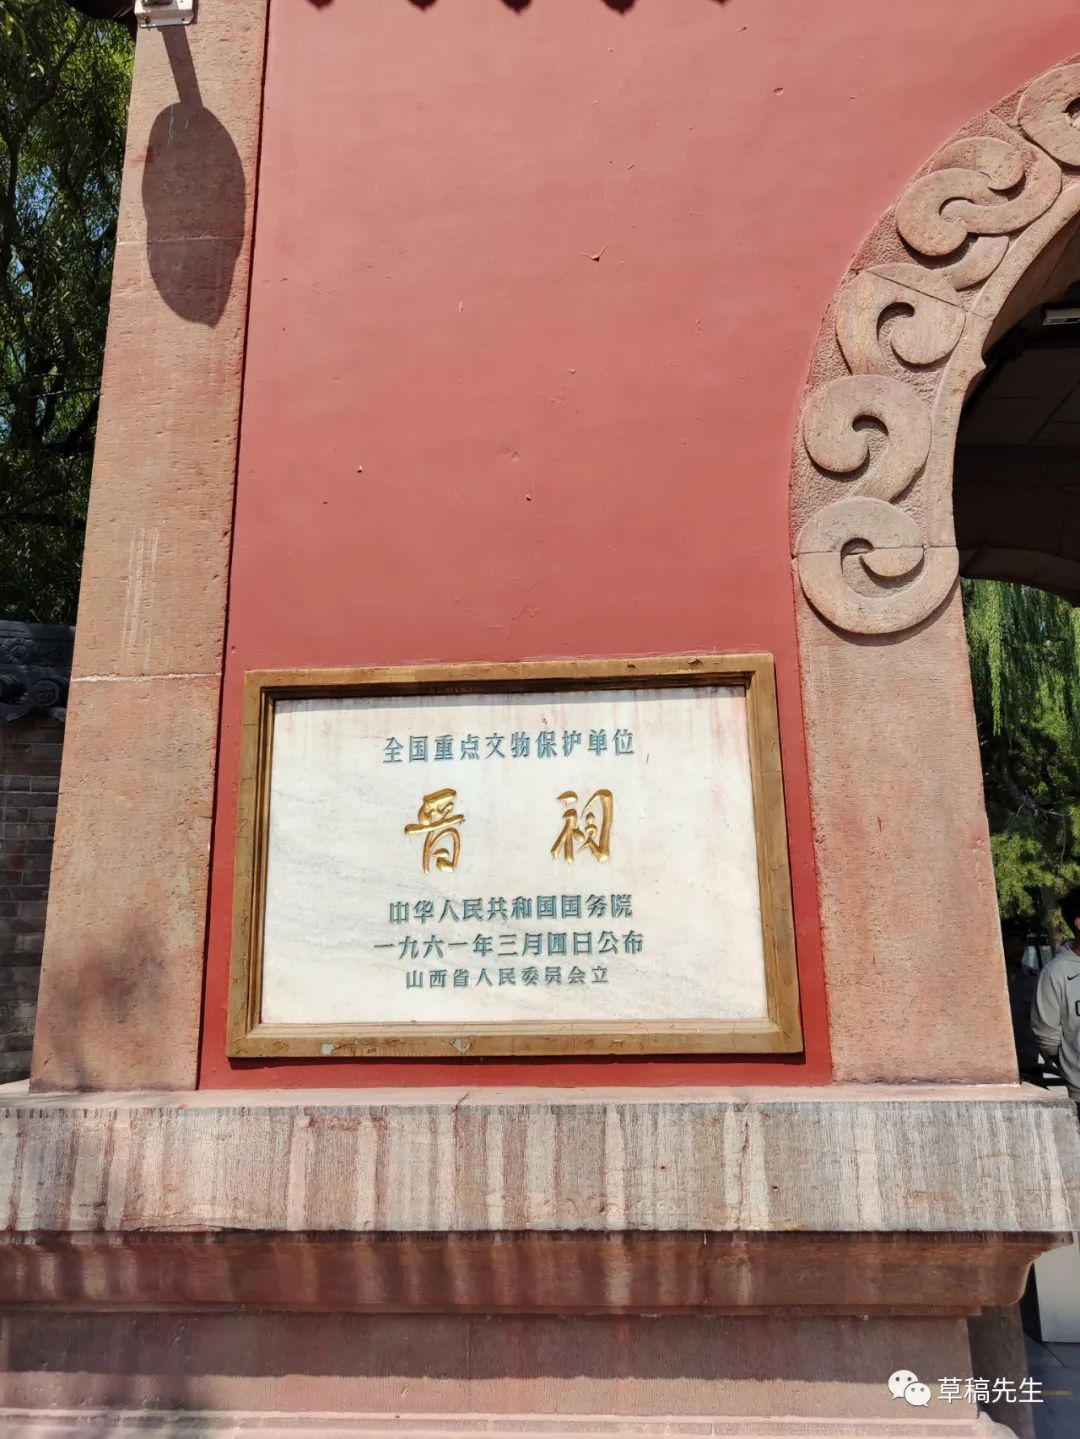 全国重点文物保护单位
晋祠
中华人民共和国国务院
一九六一年三月四日公布
山西省人民委员会立
草稿先生